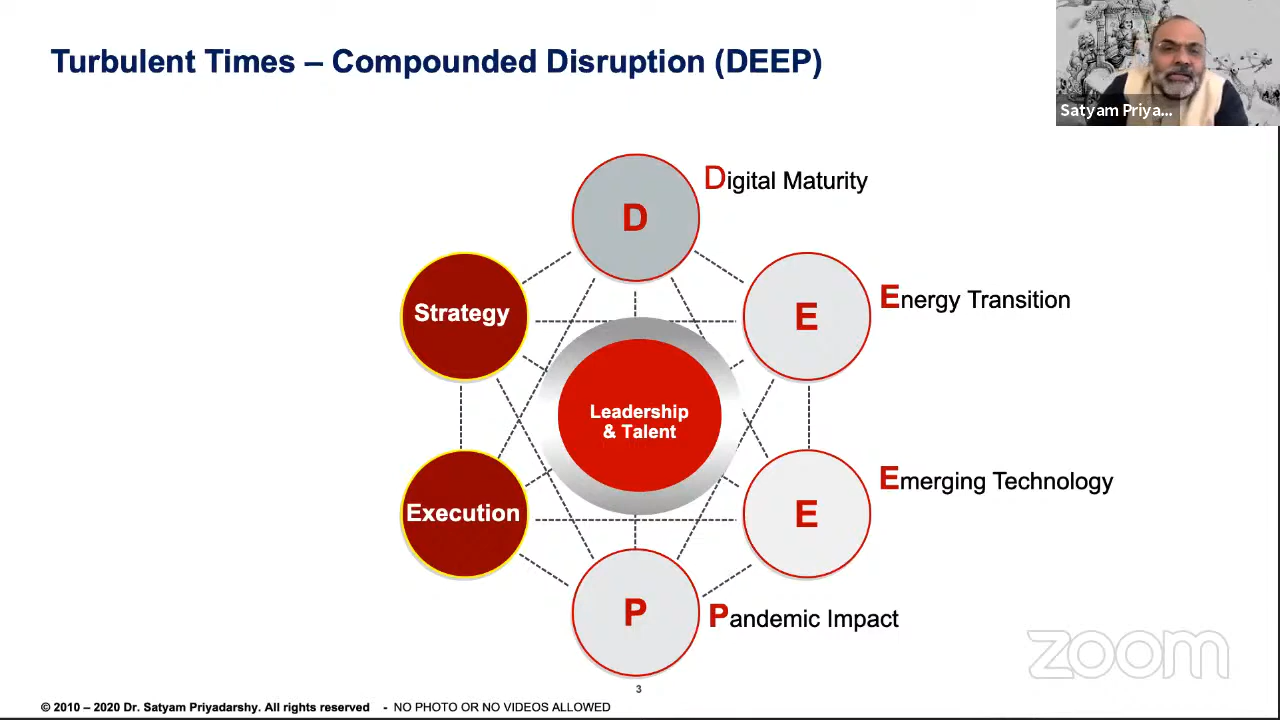 Turbulent Times – Compounded Disruption (DEEP)
Satyam Priya...
D
Digital Maturity
Strategy
E
Energy Transition
Leadership
& Talent
Execution
E
Emerging Technology
P
Pandemic Impact
zoom
3
© 2010 – 2020 Dr. Satyam Priyadarshy. All rights reserved - NO PHOTO OR NO VIDEOS ALLOWED